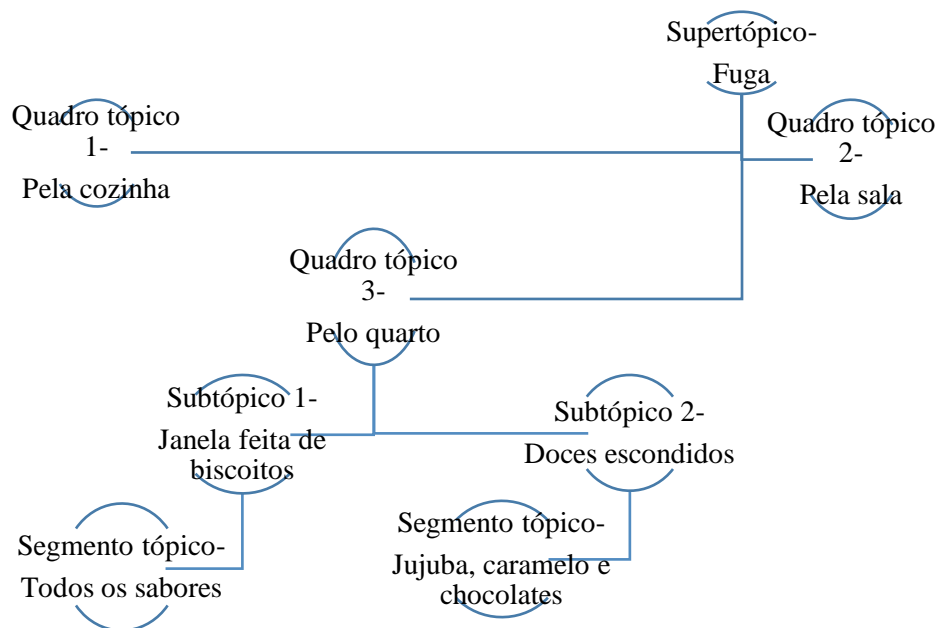 Supertópico-
Fuga
Quadro tópico
1-
Pela cozinha
Quadro tópico
2-
Pela sala
Quadro tópico
3-
Pelo quarto
Subtópico 1-
Janela feita de
biscoitos
Subtópico 2-
Doces escondidos
Segmento tópico-
Todos os sabores
Segmento tópico-
Jujuba, caramelo e
chocolates